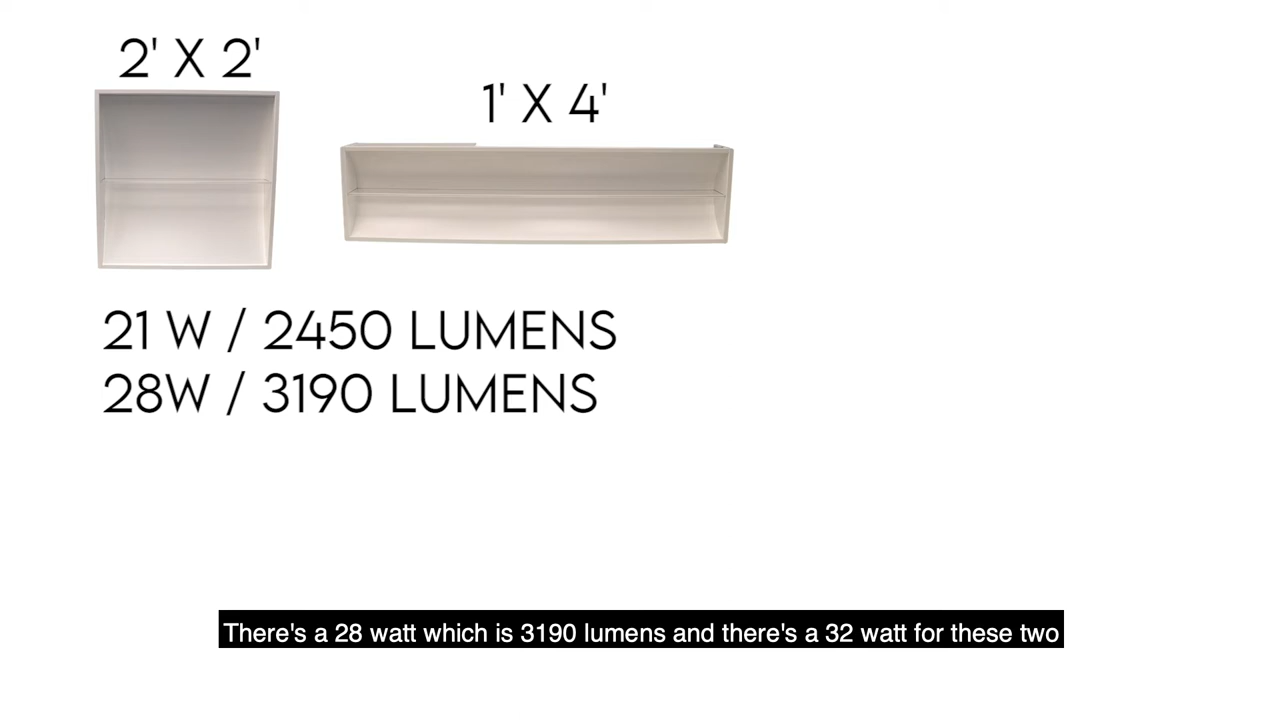 2' X 2'
1' X 4'
21 W / 2450 LUMENS
28W / 3190 LUMENS
There's a 28 watt which is 3190 lumens and there's a 32 watt for these two